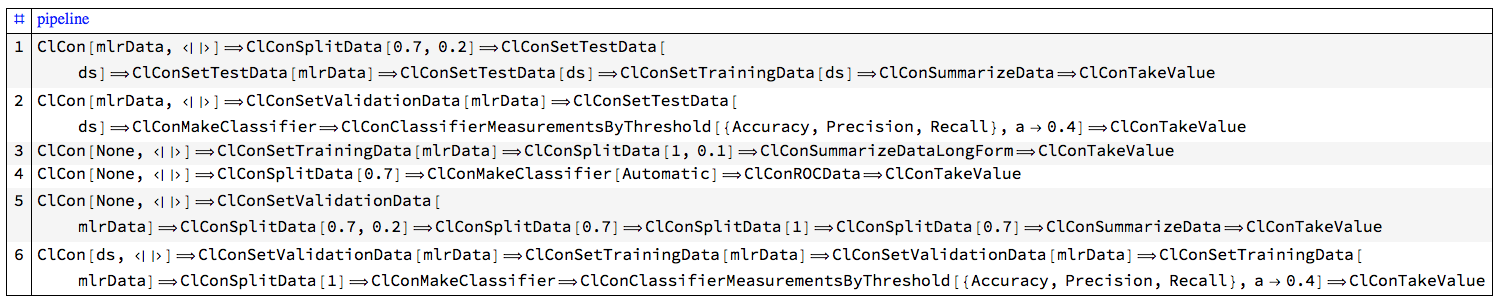 # pipeline
1 ClCon[mlrData, <| |>]⟹ClConSplitData[0.7, 0.2]⟹ClConSetTestData[
ds]⟹ClConSetTestData[mlrData]⟹ClConSetTestData[ds]⟹ClConSetTrainingData[ds]⟹ClConSummarizeData⟹ClConTakeValue
2 ClCon[mlrData, <| |>]⟹ClConSetValidationData[mlrData]⟹ClConSetTestData[
ds]⟹ClConMakeClassifier⟹ClConClassifierMeasurementsByThreshold[{Accuracy, Precision, Recall}, a → 0.4]⟹ClConTakeValue
3 ClCon[None, <| |>]⟹ClConSetTrainingData[mlrData]⟹ClConSplitData[1, 0.1]⟹ClConSummarizeDataLongForm⟹ClConTakeValue
4 ClCon[None, <| |>]⟹ClConSplitData[0.7]⟹ClConMakeClassifier[Automatic]⟹ClConROCData⟹ClConTakeValue
5 ClCon[None, <| |>]⟹ClConSetValidationData[
mlrData]⟹ClConSplitData[0.7, 0.2]⟹ClConSplitData[0.7]⟹ClConSplitData[1]⟹ClConSplitData[0.7]⟹ClConSummarizeData⟹ClConTakeValue
6 ClCon[ds, <| |>]⟹ClConSetValidationData[mlrData]⟹ClConSetTrainingData[mlrData]⟹ClConSetValidationData[mlrData]⟹ClConSetTrainingData[
mlrData]⟹ClConSplitData[1]⟹ClConMakeClassifier⟹ClConClassifierMeasurementsByThreshold[{Accuracy, Precision, Recall}, a → 0.4]⟹ClConTakeValue